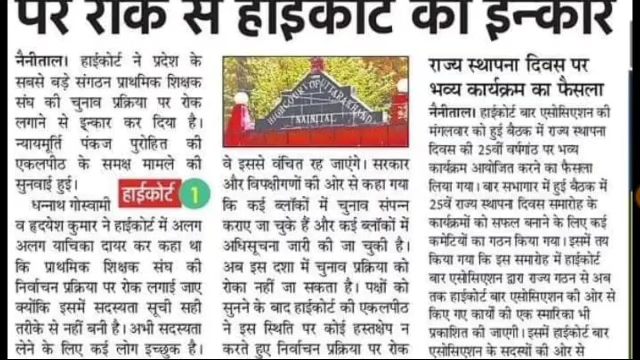 पर रोक से हाईकोर्ट का इन्कार
नैनीताल। हाईकोर्ट ने प्रदेश के
सबसे बड़े संगठन प्राथमिक शिक्षक
संघ की चुनाव प्रक्रिया पर रोक
लगाने से इन्कार कर दिया है।
न्यायमूर्ति पंकज पुरोहित की
एकलपीठ के समक्ष मामले की
सुनवाई हुई।
हाईकोर्ट 1
धन्नाथ गोस्वामी
व हृदयेश कुमार ने हाईकोर्ट में अलग
अलग याचिका दायर कर कहा था
कि प्राथमिक शिक्षक संघ की
निर्वाचन प्रक्रिया पर रोक लगाई जाए
क्योंकि इसमें सदस्यता सूची सही
तरीके से नहीं बनी है। अभी सदस्यता
लेने के लिए कई लोग इच्छुक है।
HIGH COURT OF UTTARAKHAND
NAINITAL
वे इससे वंचित रह जाएंगे। सरकार
और विपक्षीगणों की ओर से कहा गया
कि कई ब्लॉकों में चुनाव संपन्न
कराए जा चुके हैं और कई ब्लाकों में
अधिसूचना जारी की जा चुकी है।
अब इस दशा में चुनाव प्रक्रिया को
रोका नहीं जा सकता है। पक्षों को
सुनने के बाद हाईकोर्ट की एकलपीठ
ने इस स्थिति पर कोई हस्तक्षेप न
करते हुए निर्वाचन प्रक्रिया पर रोक
राज्य स्थापना दिवस पर
भव्य कार्यक्रम का फैसला
नैनीताल। हाईकोर्ट बार एसोसिएशन की
मंगलवार को हुई बैठक में राज्य स्थापना
दिवस की 25वीं वर्षगांठ पर भव्य
कार्यक्रम आयोजित करने का फैसला
लिया गया। बार सभागार में हुई बैठक में
25वें राज्य स्थापना दिवस समारोह के
कार्यक्रमों को सफल बनाने के लिए कई
कमेटियों का गठन किया गया। इसमें तय
किया गया कि इस समारोह में हाईकोर्ट
बार एसोसिएशन द्वारा राज्य गठन से अब
तक हाईकोर्ट बार एसोसिएशन की ओर से
किए गए कार्यों की एक स्मारिका भी
प्रकाशित की जाएगी। इसमें हाईकोर्ट बार
एसोसिएशन के सदस्यों की ओर से